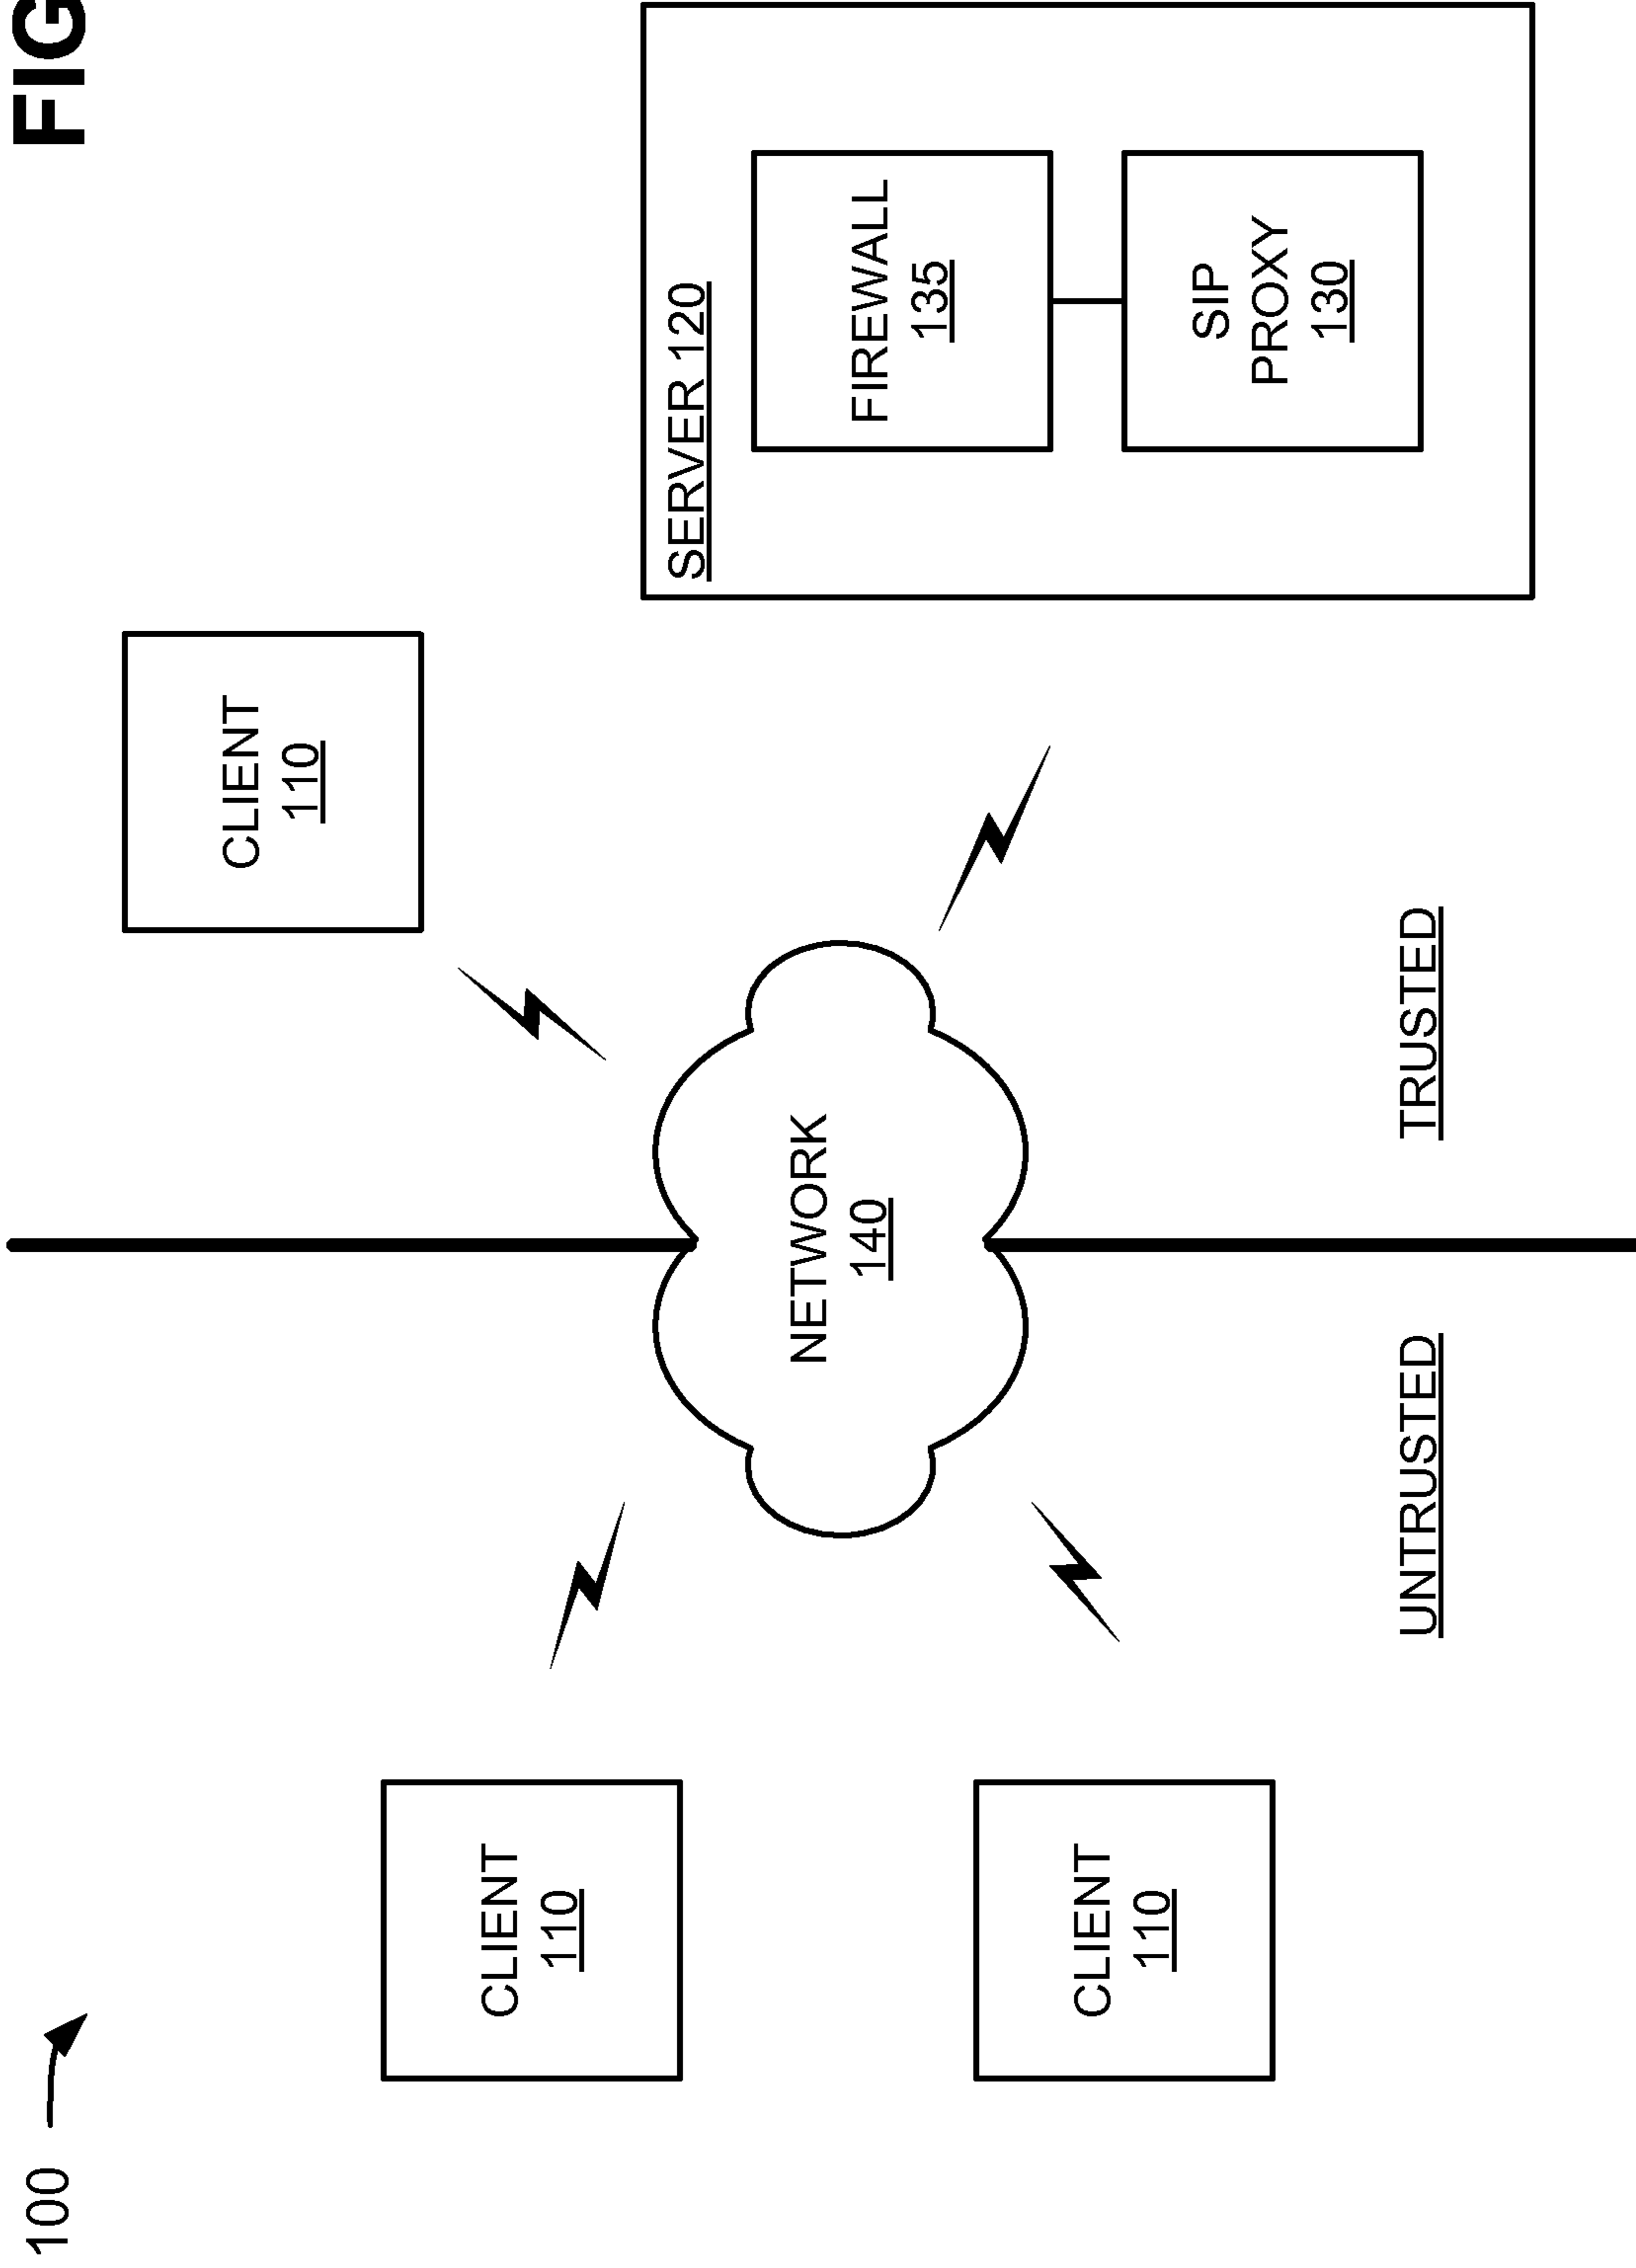 FIG
100
CLIENT
110
CLIENT
110
CLIENT
110
NETWORK
140
SERVER 120
FIREWALL
135
SIP
PROXY
130
UNTRUSTED
TRUSTED